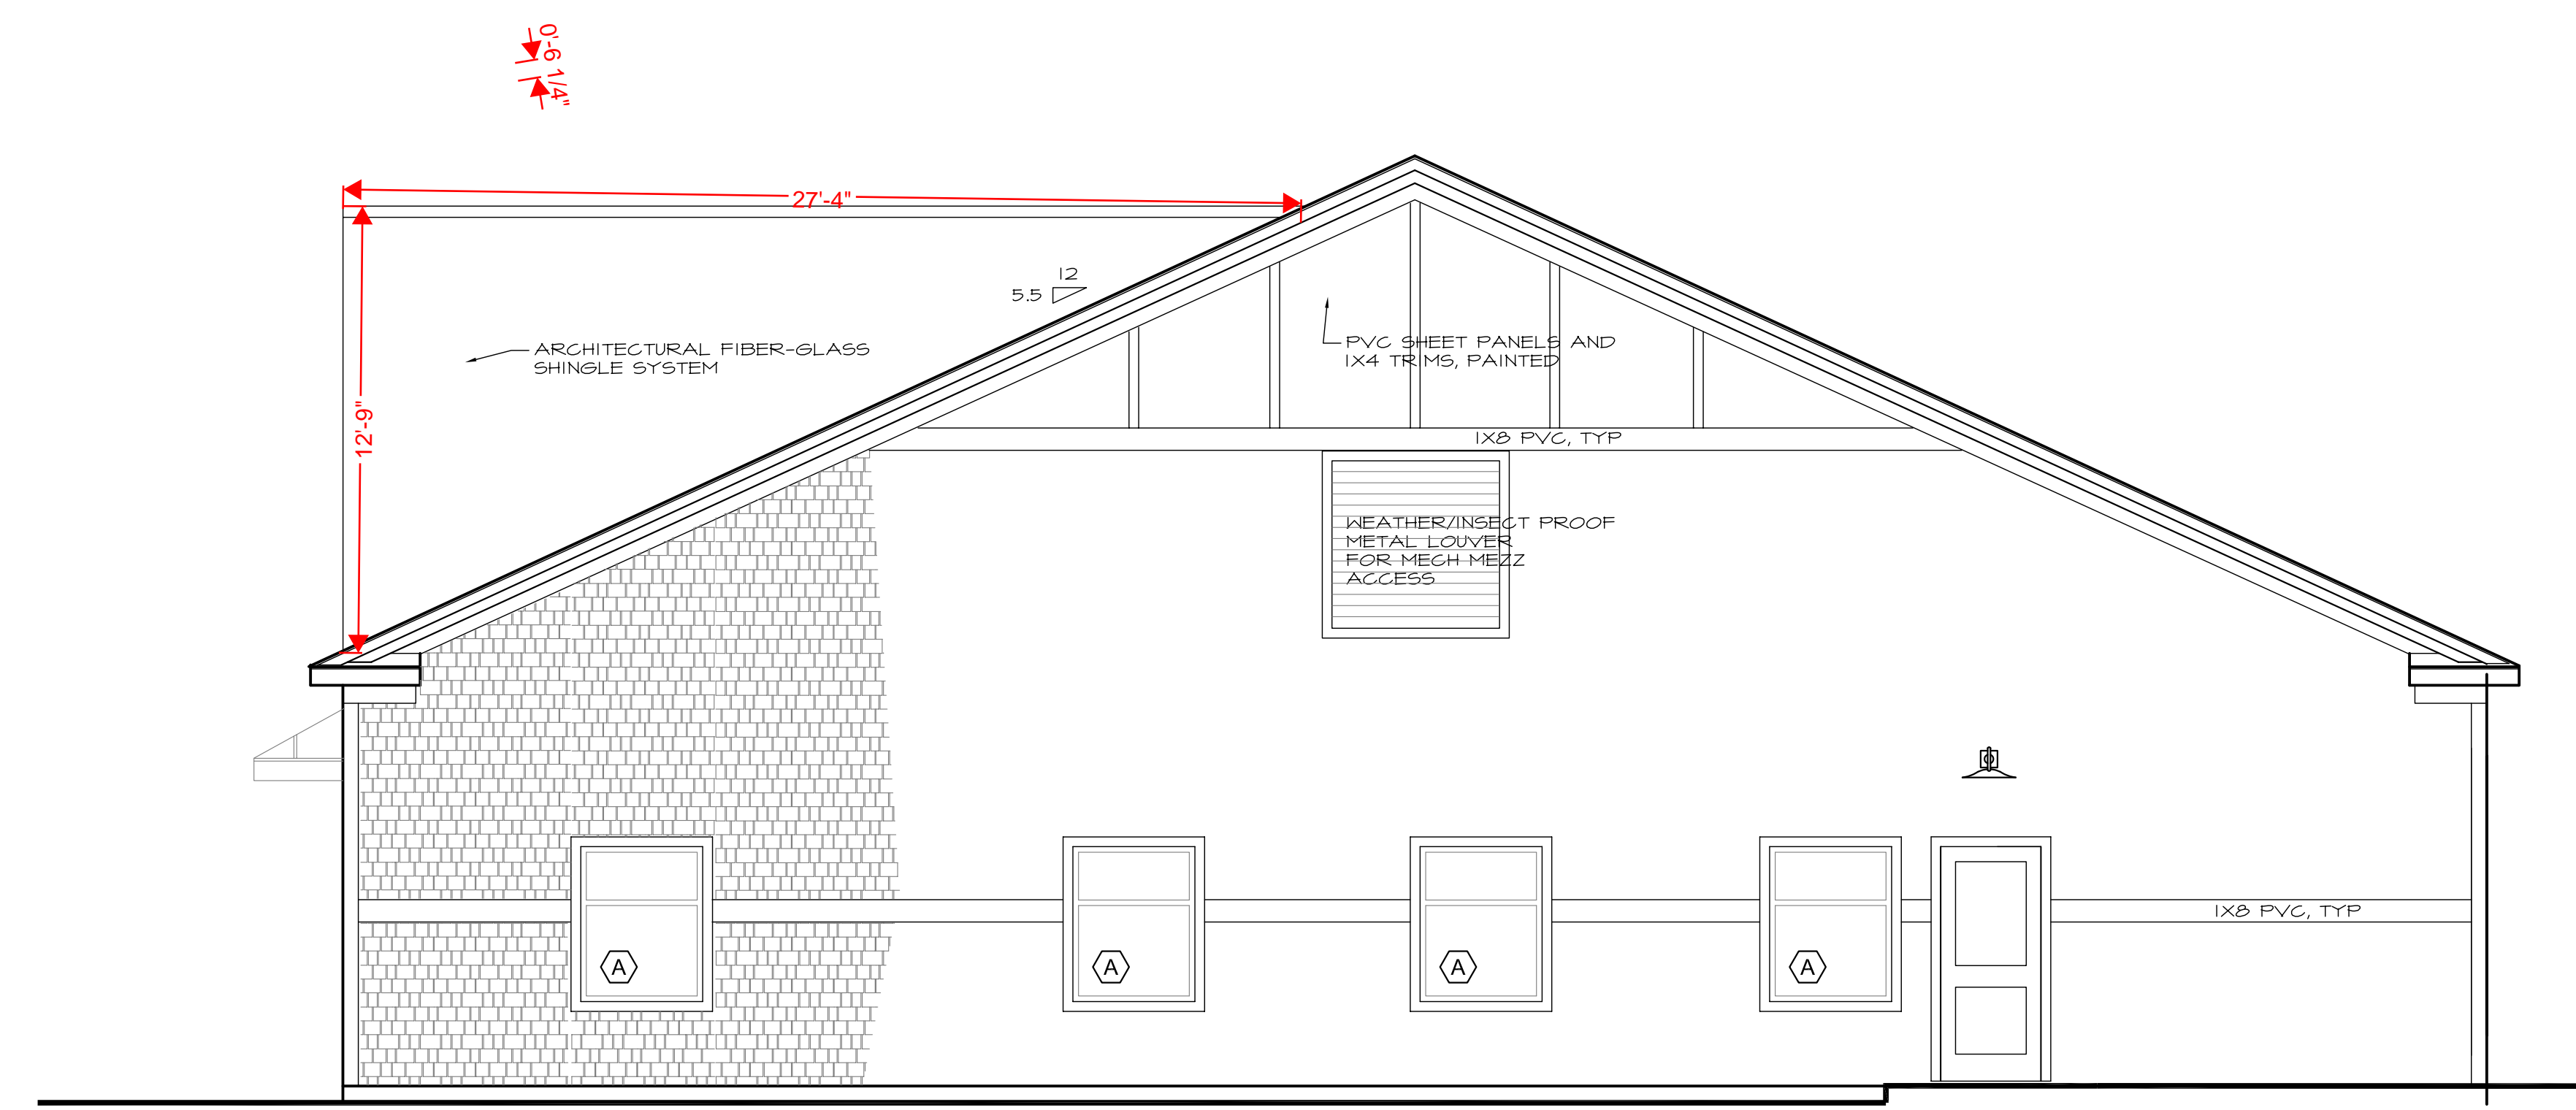 0'-6 1/4"
27'-4"
12
5.5
12'-9"
ARCHITECTURAL FIBER-GLASS
SHINGLE SYSTEM
PVC SHEET PANELS AND
1X4 TRIMS, PAINTED
1X8 PVC, TYP
WEATHER/INSECT PROOF
METAL LOUVER
FOR MECH MEZZ
ACCESS
1X8 PVC, TYP
A
A
A
A